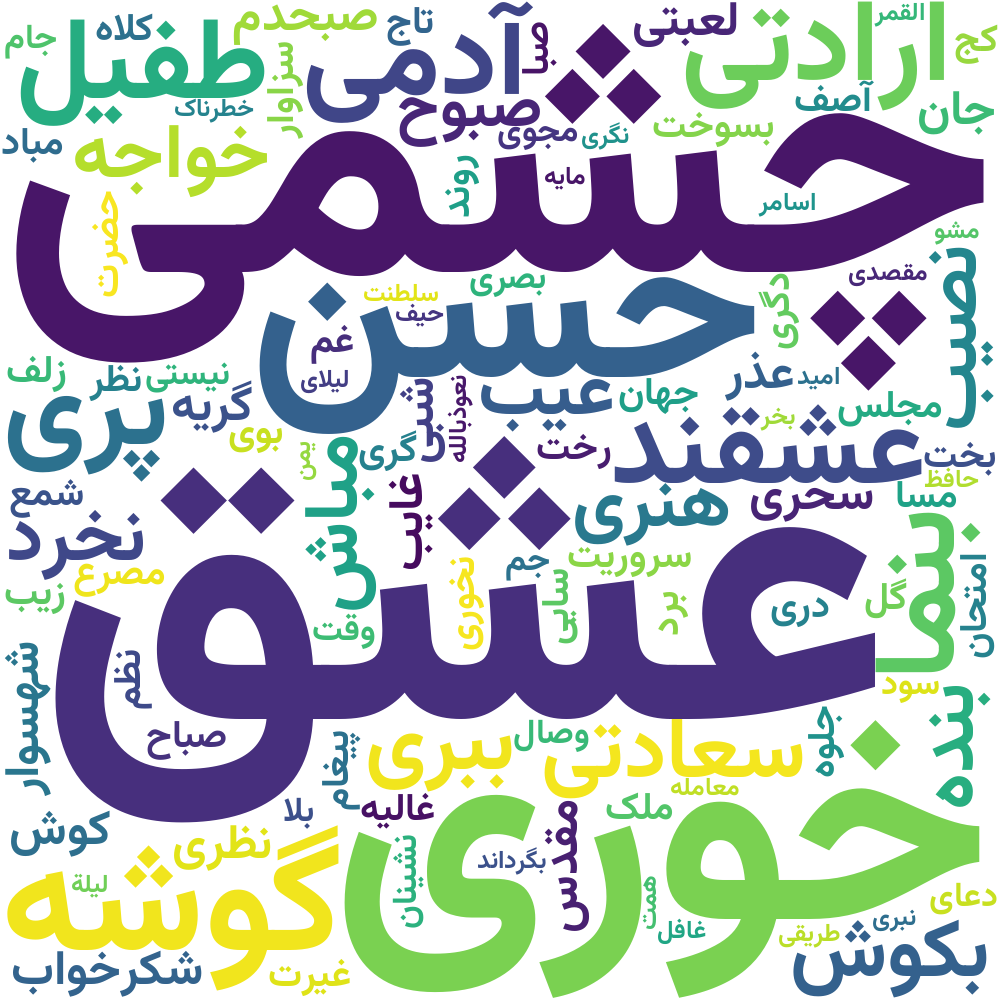 ارادتی
لعبتی
القمر
کج
صبحدم
تاج
صبا
کلاه
جام
طفیل
آدمی
آصف
جان
خطرناک
سزاوار
صبوح
مجوی
نگری
بسوخت
مباد
خواجه
چشمی
روند
مایه
اسامر
مشو
حضرت
نصیب
مقصدی
بصری
سلطنت
حیف
دگری
حسن
غم
لیلای
زلف
نظر
نیستی
عذر
امید
جهان
عیب
شبی
نعوذبالله
گریه
پری
مجلس
بخر
عشقند
بوی
رخت
گری
یمن
بخت
حافظ
شمع
مباش
غایب
هنری
سحری
مسا
نخرد
بنما
امتحان
جم
سروریت
مصرع
زیب
عشق
نخوری
سایی
برد
دری
گل
وقت
شهسوار
نظم
سود
بنده
صباح
ببری
وصال
سعادتی
جلوه
پیغام
معامله
بلا
غالیه
مقدس
ملک
خوری
کوش
نظری
گوشه
لیلة
نشینان
بگرداند
همت
دعای
نبری
غافل
طریقی
بکوش
شکرخواب
غیرت